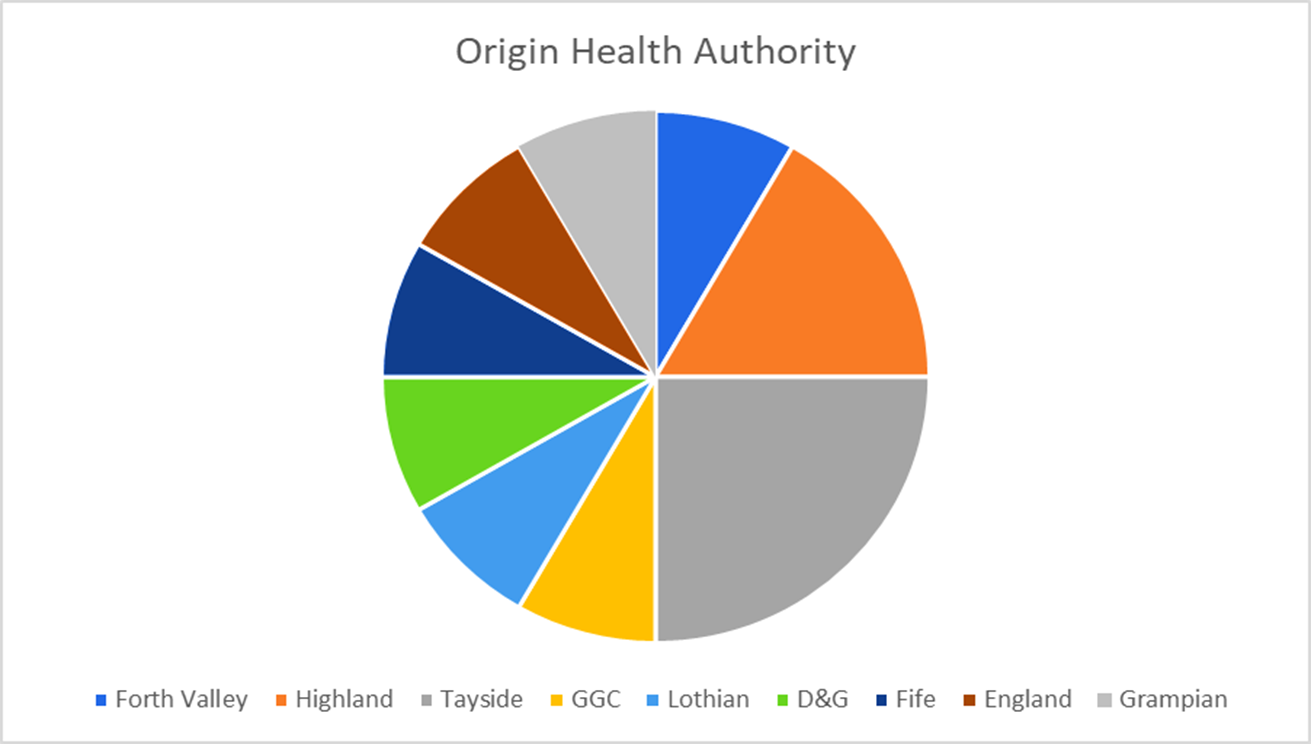 Origin Health Authority
Forth Valley Highland Tayside GGC Lothian D&G Fife England Grampian